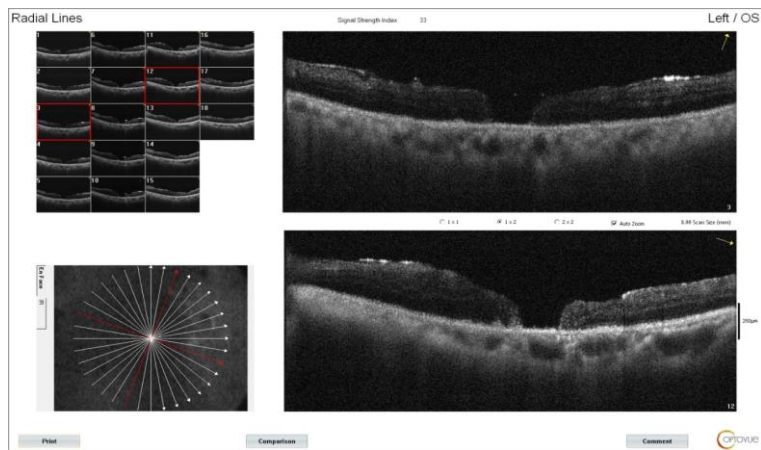 Radial Lines
Signal Strength Index 33
Left / OS
1 6 11 16
2 7 12 17
3 8 13 18
4 9 14
5 10 15
3
1 x 1 1 x 2 2 x 2 Auto Zoom Scan Size (mm)
En Face
250µm
12
Print Comparison Comment
OPTOVUE